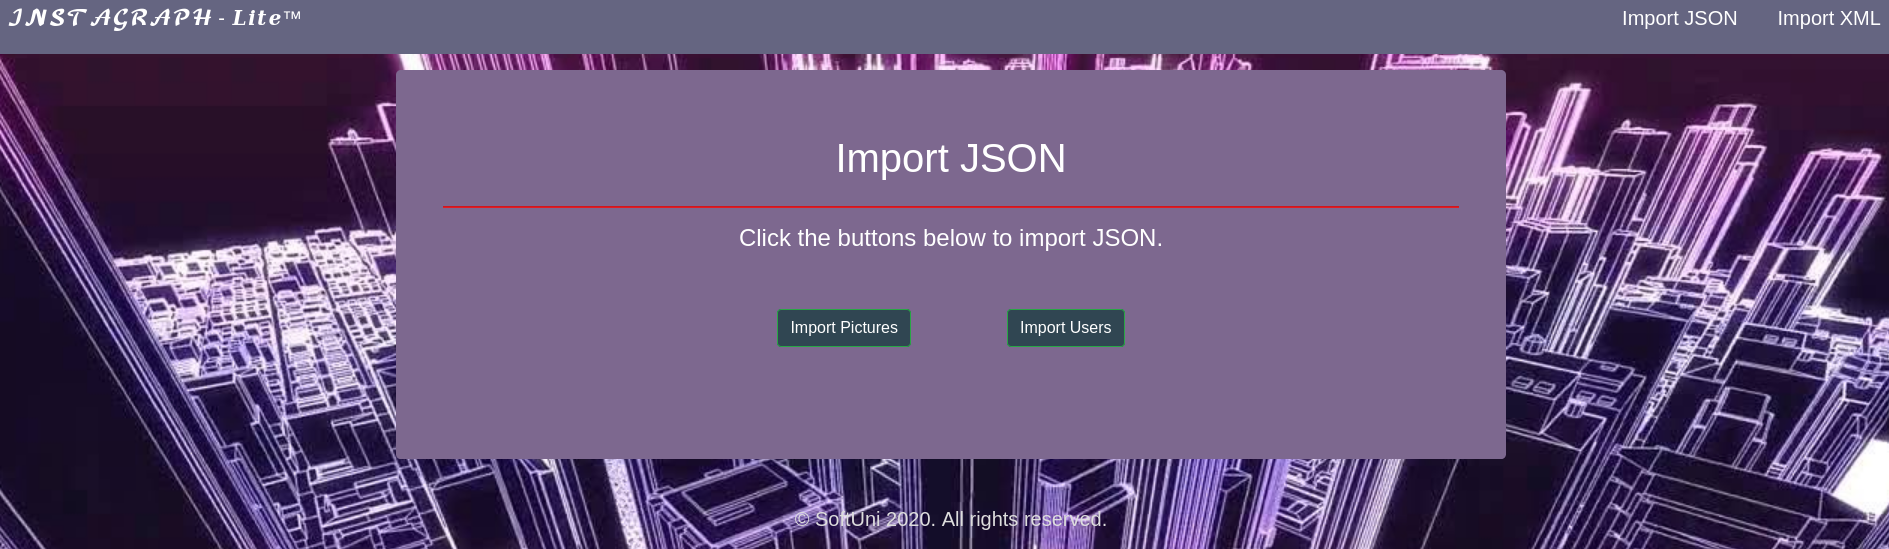 INSTAGRAPH - Lite™
Import JSON
Import XML
Import JSON
Click the buttons below to import JSON.
Import Pictures
Import Users
© SoftUni 2020. All rights reserved.